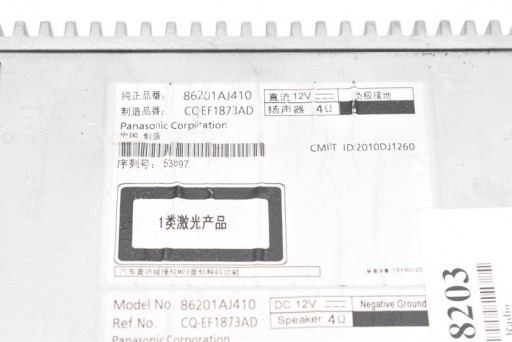 纯正品番: 86201AJ410 直流 12V 负极接地
制造品番: CQ-EF1873AD 扬声器 4Ω
Panasonic Corporation
中国 制造
CMIIT ID:2010DJ1260
序列号: 53897
1类激光产品
Model No. 86201AJ410 DC 12V Negative Ground
Ref.No. CQ-EF1873AD Speaker 4Ω
Panasonic Corporation
8203
Radio